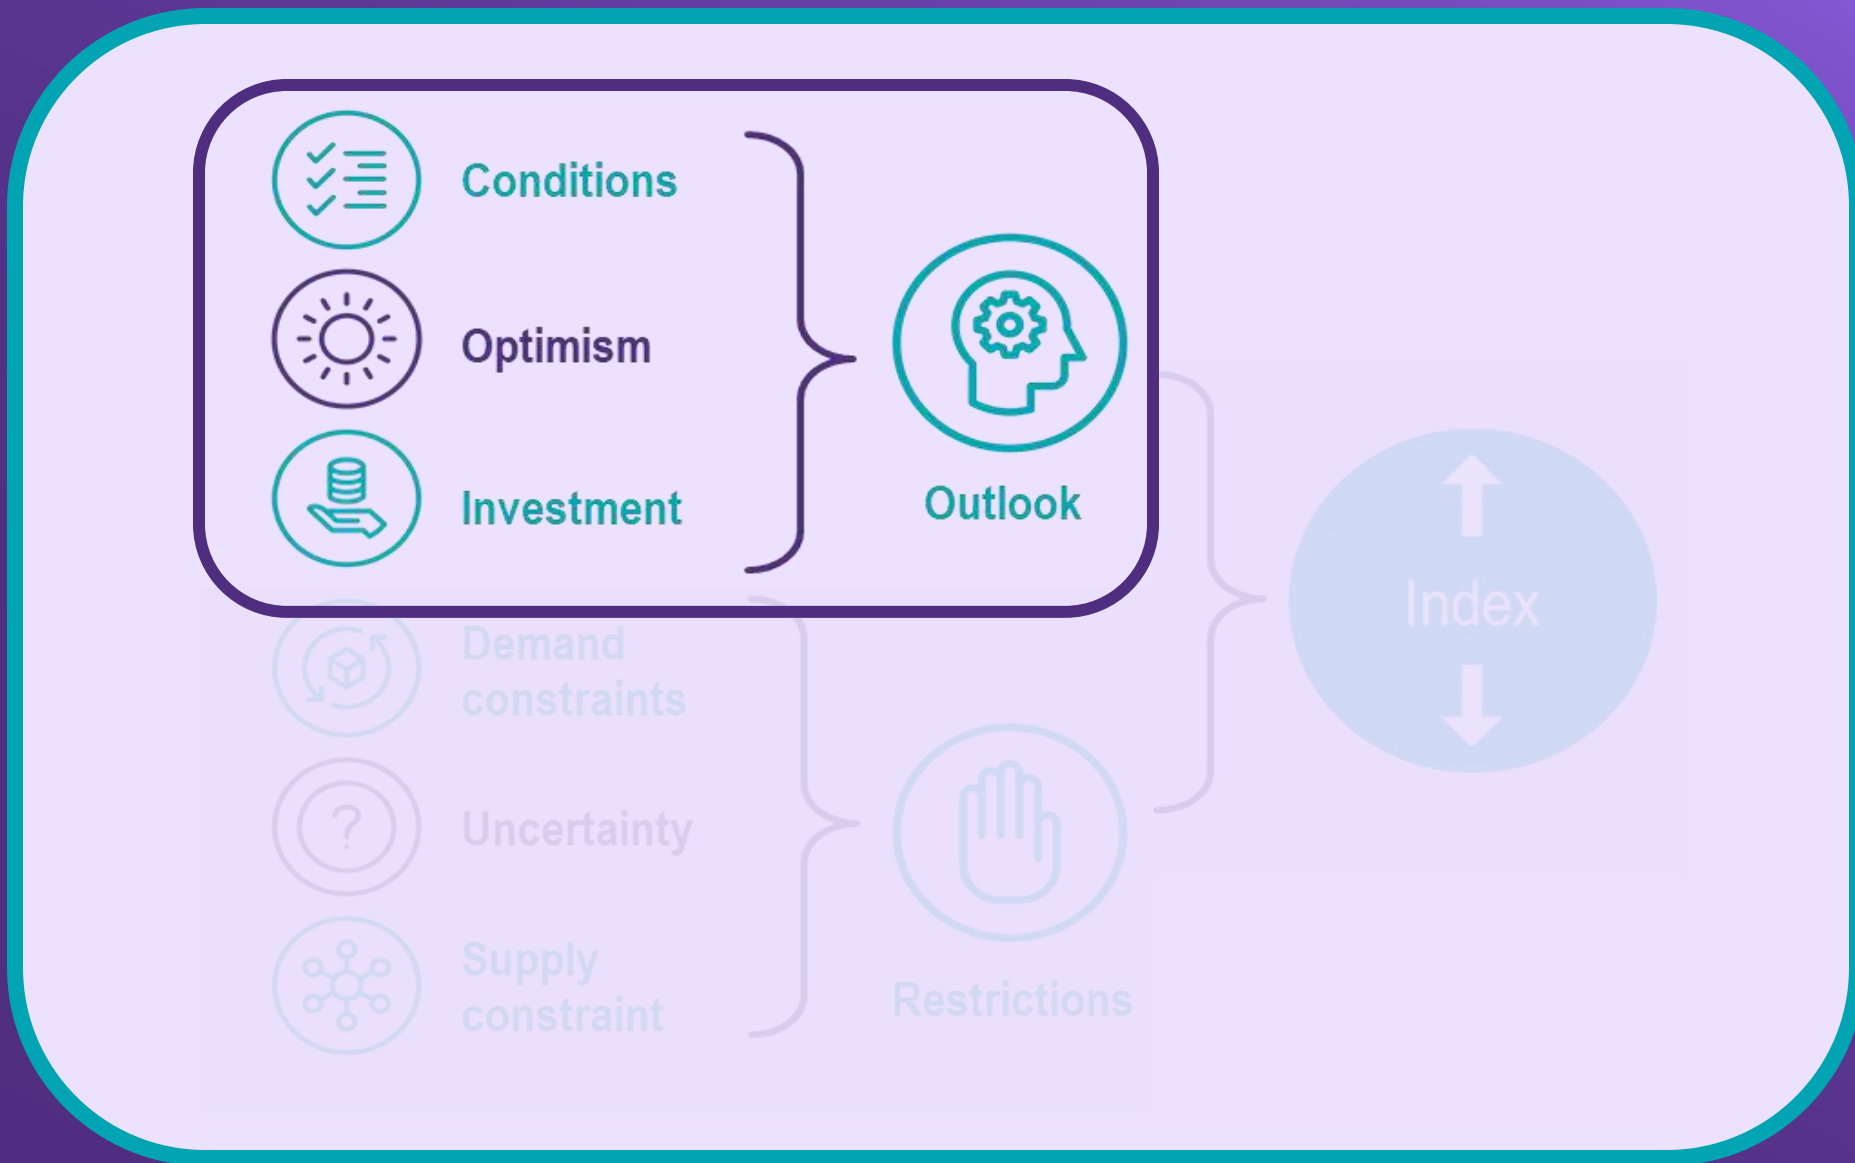 Conditions
Optimism
Investment
Outlook
Demand
constraints
Uncertainty
Supply
constraint
Restrictions
Index